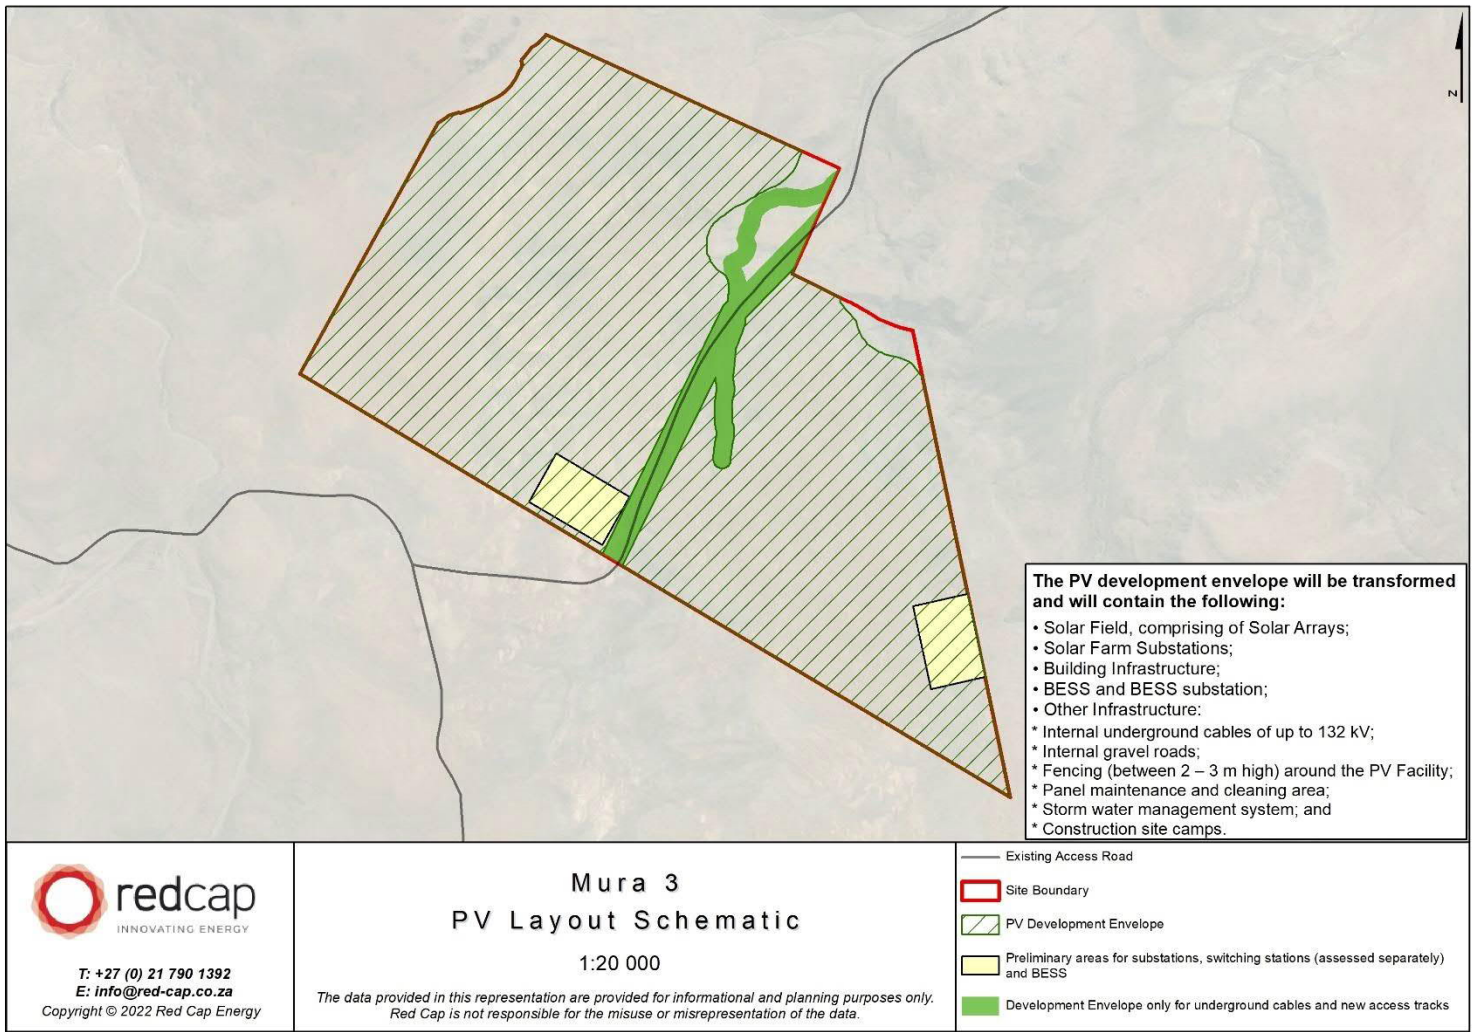 N
The PV development envelope will be transformed
and will contain the following:
• Solar Field, comprising of Solar Arrays;
• Solar Farm Substations;
• Building Infrastructure;
• BESS and BESS substation;
• Other Infrastructure:
* Internal underground cables of up to 132 kV;
* Internal gravel roads;
* Fencing (between 2 – 3 m high) around the PV Facility;
* Panel maintenance and cleaning area;
* Storm water management system; and
* Construction site camps.
redcap
INNOVATING ENERGY
T: +27 (0) 21 790 1392
E: info@red-cap.co.za
Copyright © 2022 Red Cap Energy
Mura 3
PV Layout Schematic
1:20 000
The data provided in this representation are provided for informational and planning purposes only.
Red Cap is not responsible for the misuse or misrepresentation of the data.
Existing Access Road
Site Boundary
PV Development Envelope
Preliminary areas for substations, switching stations (assessed separately)
and BESS
Development Envelope only for underground cables and new access tracks